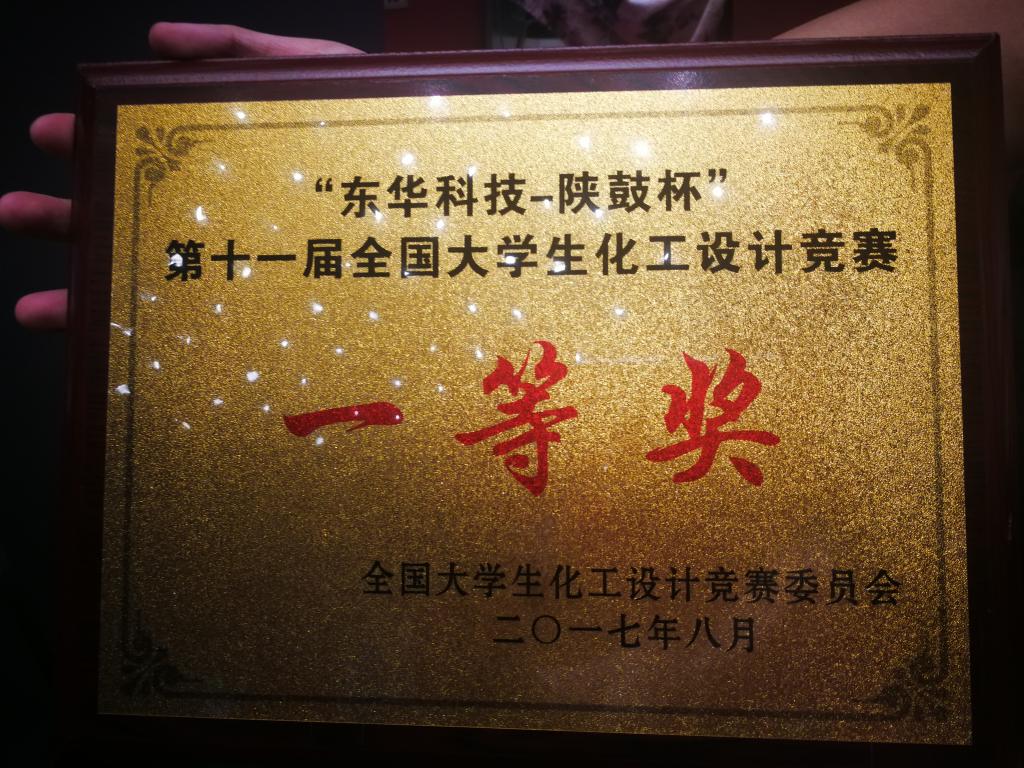 “东华科技-陕鼓杯”
第十一届全国大学生化工设计竞赛
一等奖
全国大学生化工设计竞赛委员会
二〇一七年八月